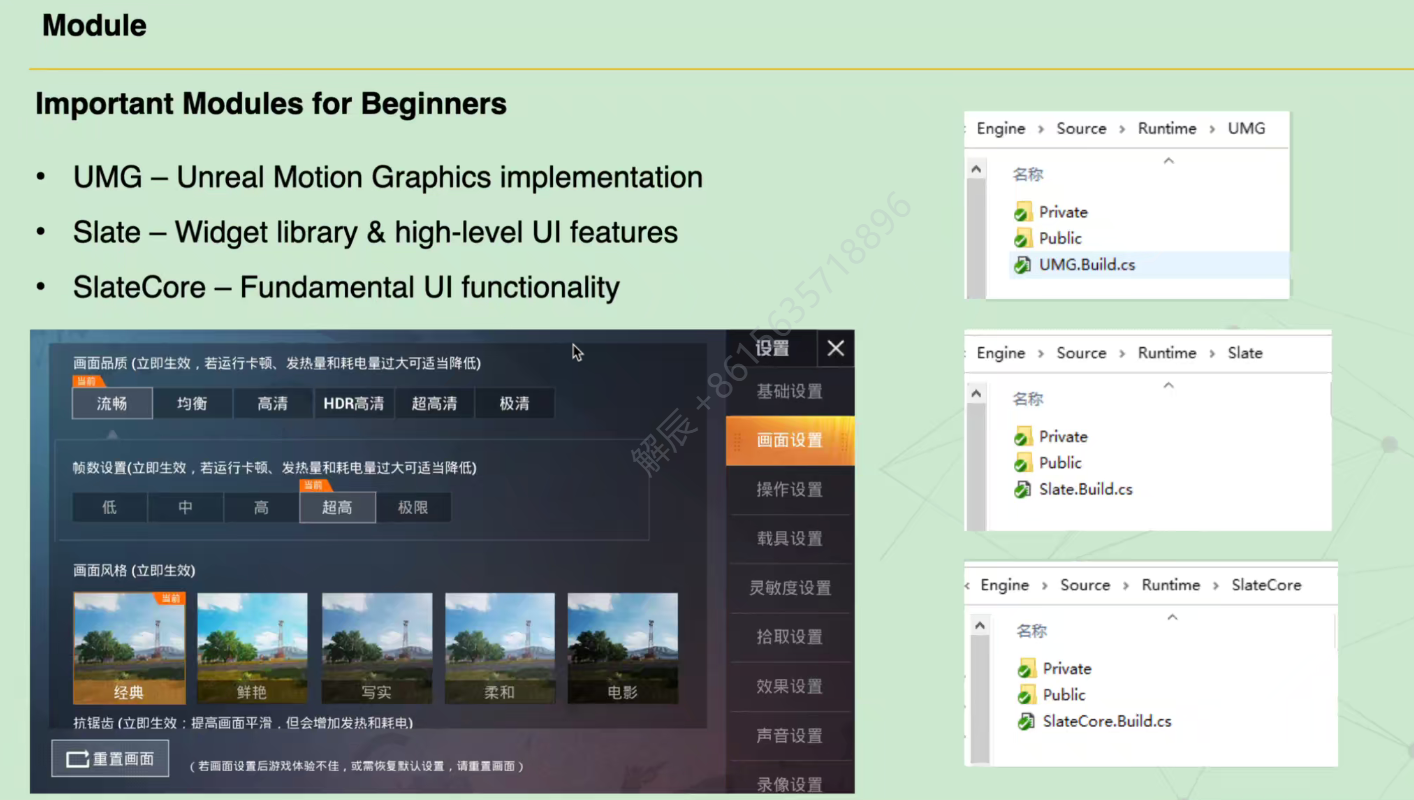 Module
Important Modules for Beginners
• UMG – Unreal Motion Graphics implementation
• Slate – Widget library & high-level UI features
• SlateCore – Fundamental UI functionality
Engine › Source › Runtime › UMG
名称
Private
Public
UMG.Build.cs
Engine › Source › Runtime › Slate
名称
Private
Public
Slate.Build.cs
Engine › Source › Runtime › SlateCore
名称
Private
Public
SlateCore.Build.cs
画面品质 (立即生效，若运行卡顿、发热量和耗电量过大可适当降低)
当前
流畅 均衡 高清 HDR高清 超高清 极清
帧数设置(立即生效，若运行卡顿、发热量和耗电量过大可适当降低)
当前
低 中 高 超高 极限
画面风格 (立即生效)
当前
经典 鲜艳 写实 柔和 电影
抗锯齿 (立即生效；提高画面平滑，但会增加发热和耗电)
重置画面
（若画面设置后游戏体验不佳，或需恢复默认设置，请重置画面）
设置
基础设置
画面设置
操作设置
载具设置
灵敏度设置
拾取设置
效果设置
声音设置
录像设置